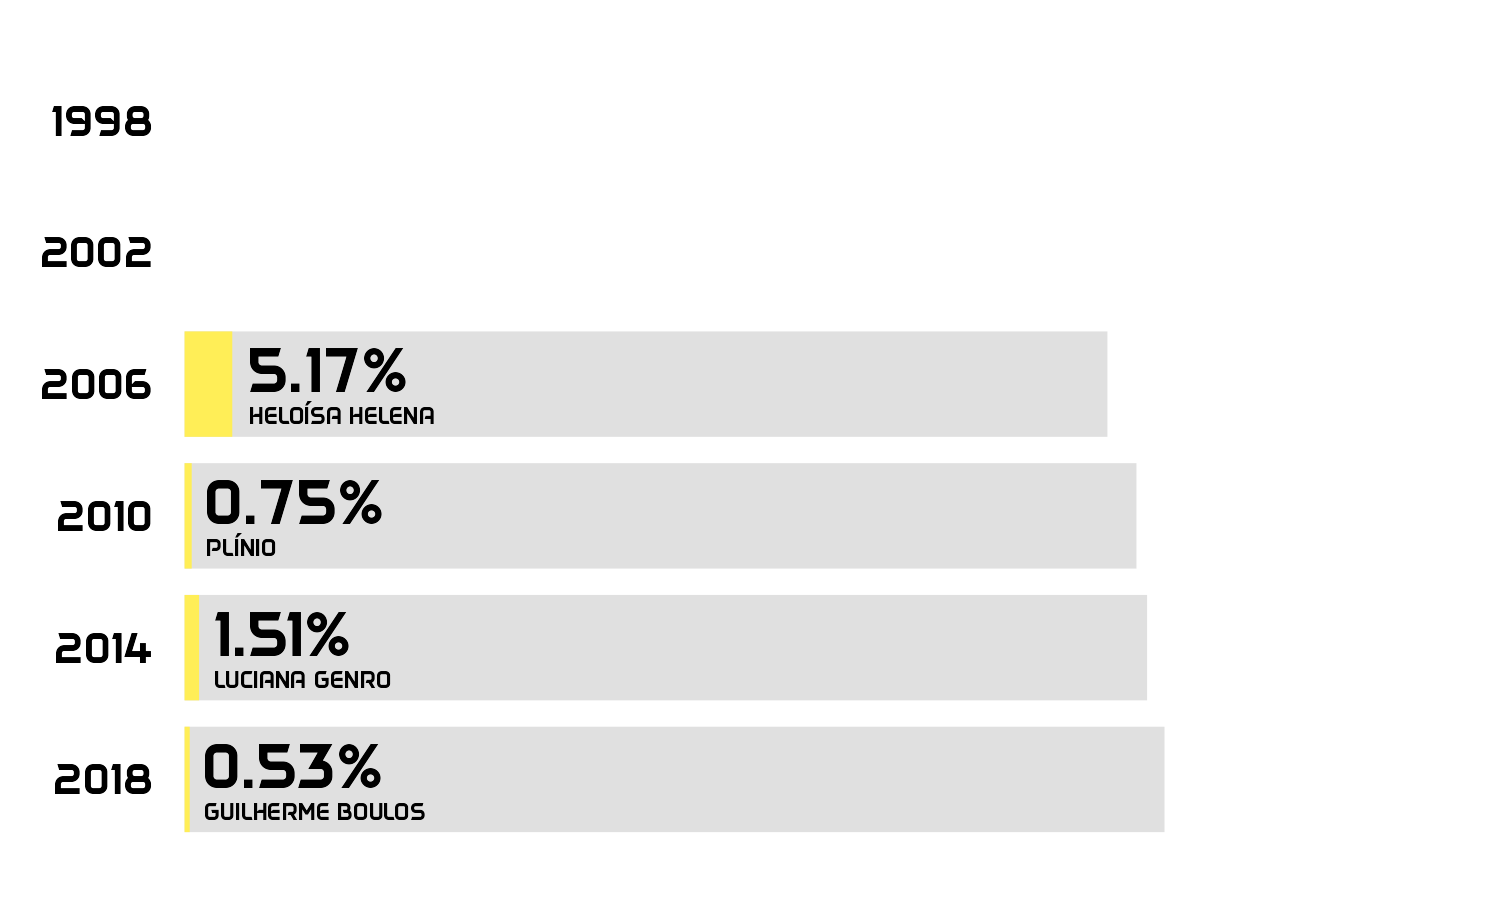 1998
2002
2006
5.17%
HELOÍSA HELENA
2010
0.75%
PLÍNIO
2014
1.51%
LUCIANA GENRO
2018
0.53%
GUILHERME BOULOS